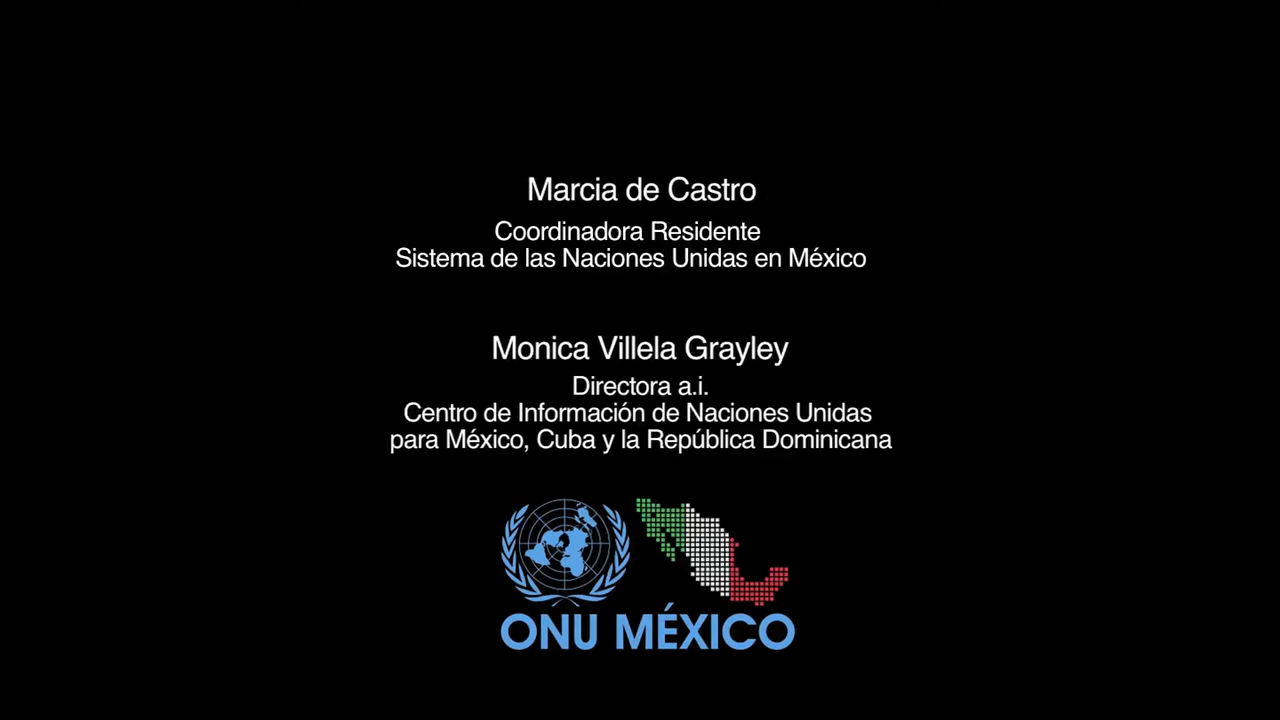 Marcia de Castro
Coordinadora Residente
Sistema de las Naciones Unidas en México
Monica Villela Grayley
Directora a.i.
Centro de Información de Naciones Unidas
para México, Cuba y la República Dominicana
ONU MÉXICO